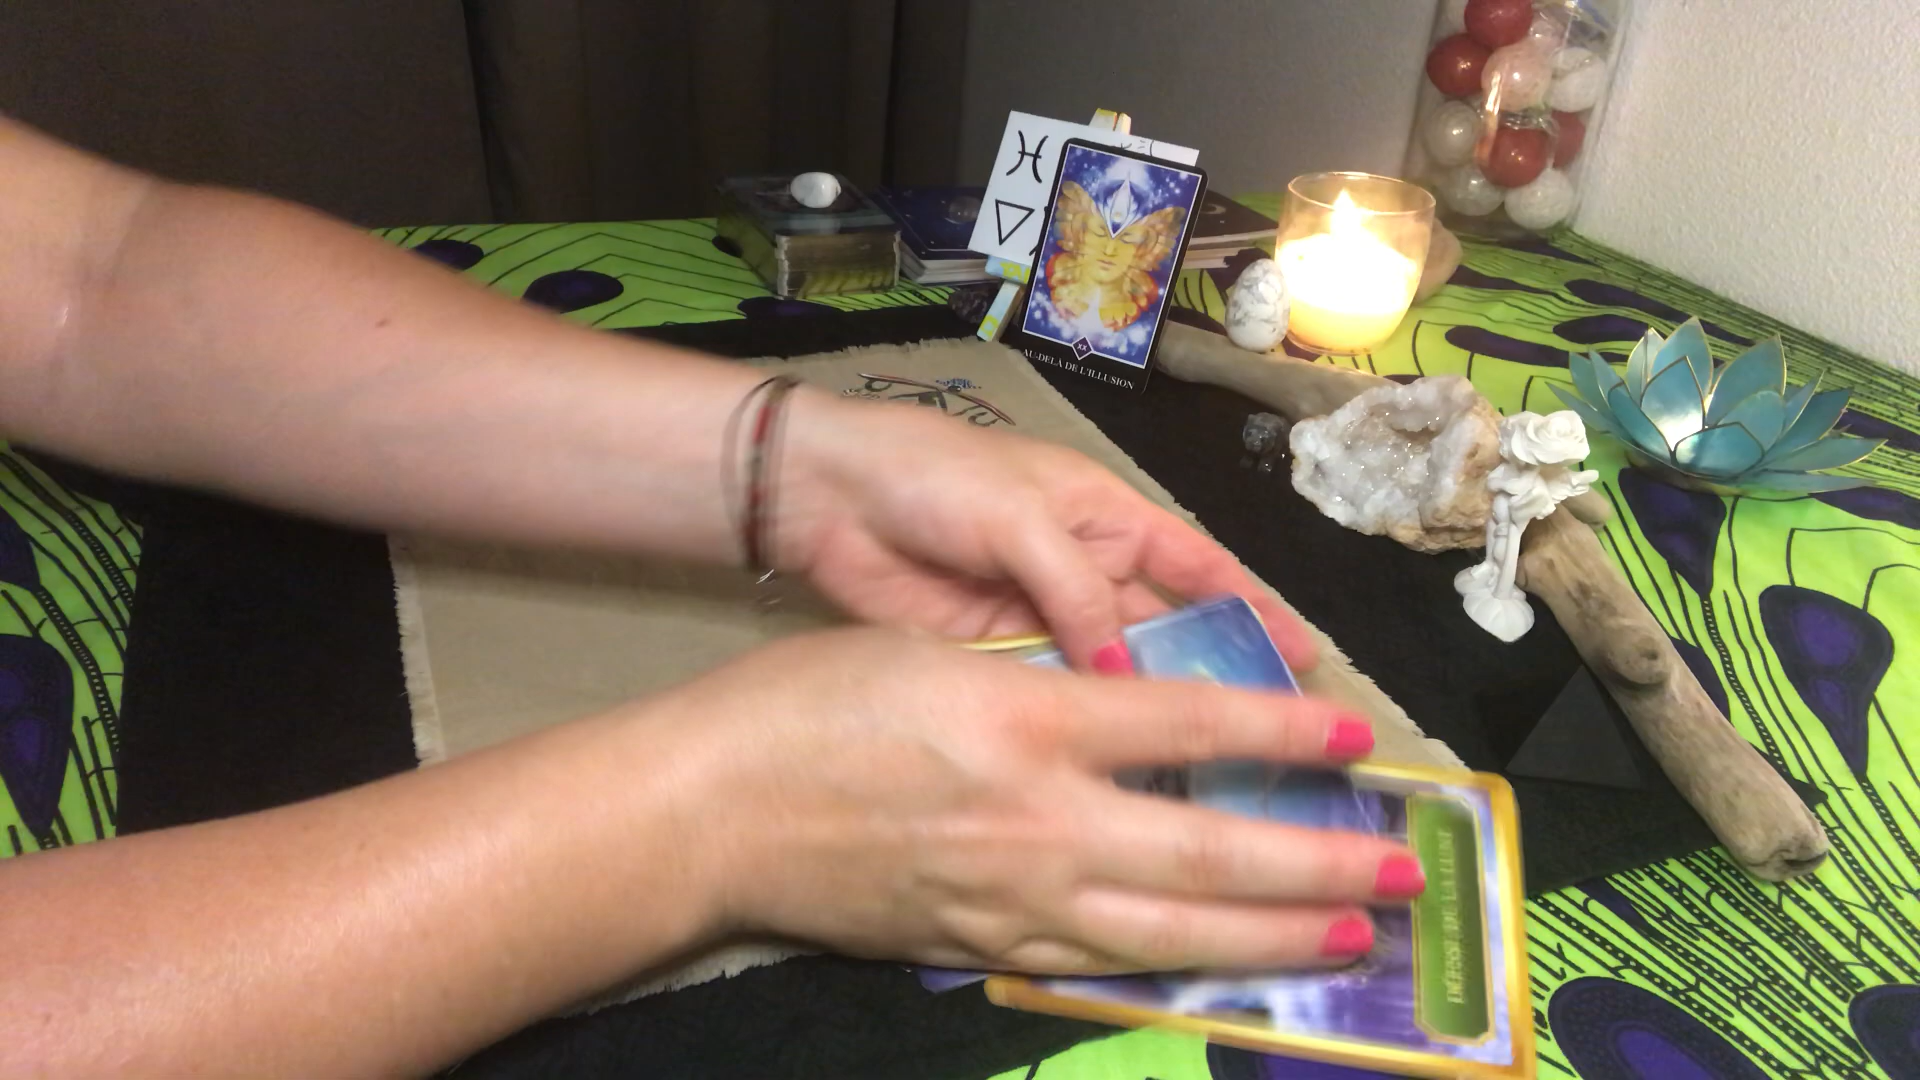 ♓
XX
AU-DELÀ DE L'ILLUSION
DÉESSE DE LA LUNE